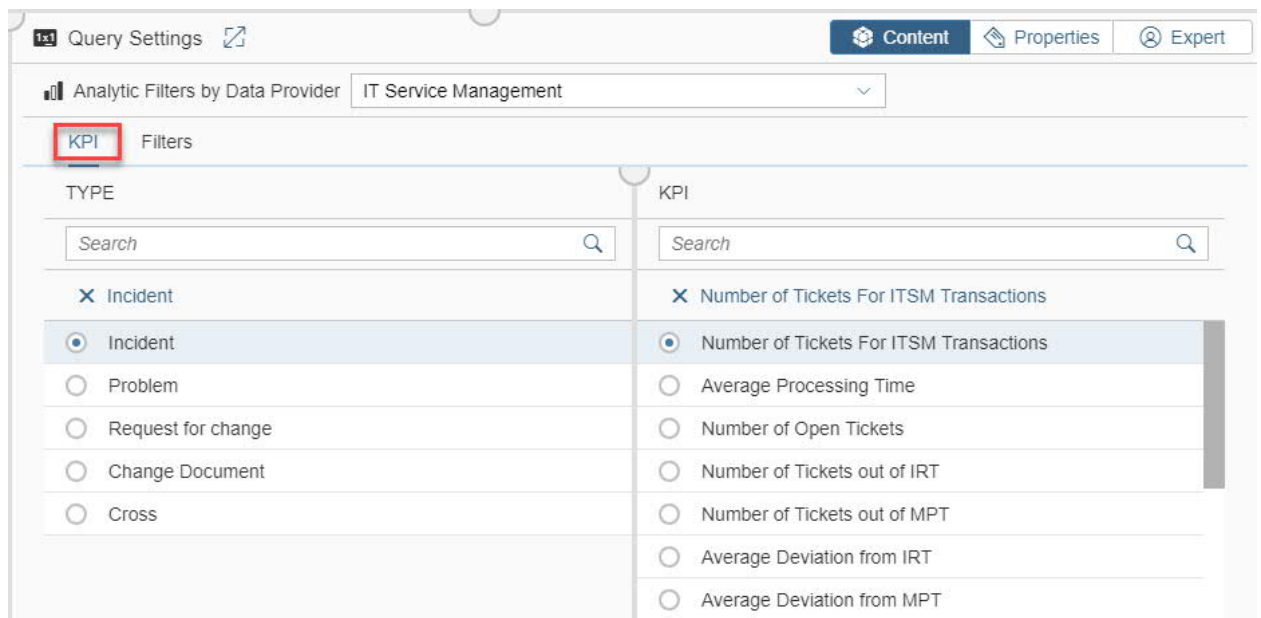 1x1 Query Settings Content Properties Expert
Analytic Filters by Data Provider IT Service Management
KPI Filters
TYPE
Search
Incident
Incident
Problem
Request for change
Change Document
Cross
KPI
Search
Number of Tickets For ITSM Transactions
Number of Tickets For ITSM Transactions
Average Processing Time
Number of Open Tickets
Number of Tickets out of IRT
Number of Tickets out of MPT
Average Deviation from IRT
Average Deviation from MPT